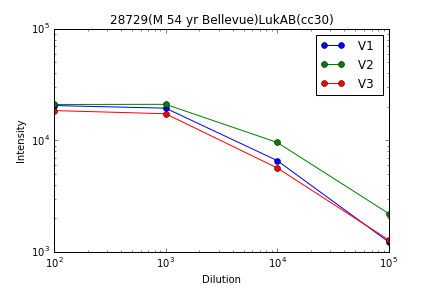 28729(M 54 yr Bellevue)LukAB(cc30)
10^5
V1
V2
V3
10^4
Intensity
10^3
10^2 10^3 10^4 10^5
Dilution